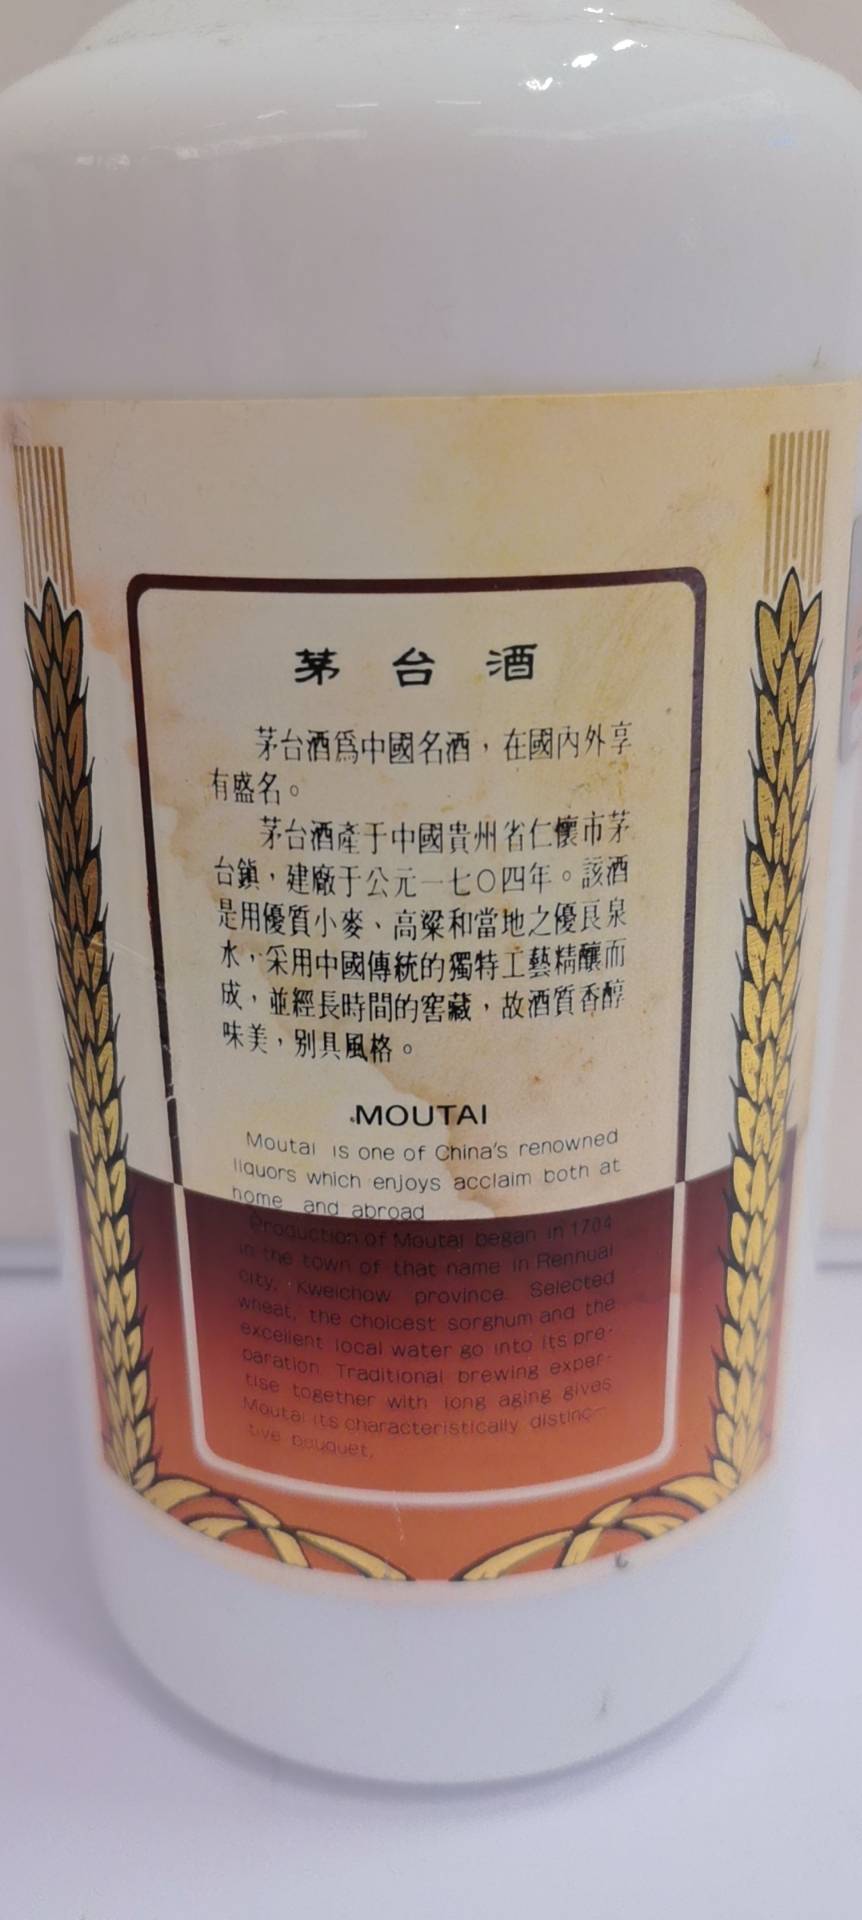 茅台酒
茅台酒爲中國名酒，在國內外享
有盛名。
茅台酒產于中國貴州省仁懷市茅
台鎮，建廠于公元一七〇四年。該酒
是用優質小麥、高粱和當地之優良泉
水，采用中國傳統的獨特工藝精釀而
成，並經長時間的窖藏，故酒質香醇
味美，别具風格。
MOUTAI
Moutai is one of China's renowned
liquors which enjoys acclaim both at
home and abroad
Production of Moutai began in 1704
in the town of that name in Renhuai
city, Kweichow province. Selected
wheat, the choicest sorghum and the
excellent local water go into its pre-
paration. Traditional brewing exper-
tise together with long aging gives
Moutai its characteristically distinc-
tive bouquet.